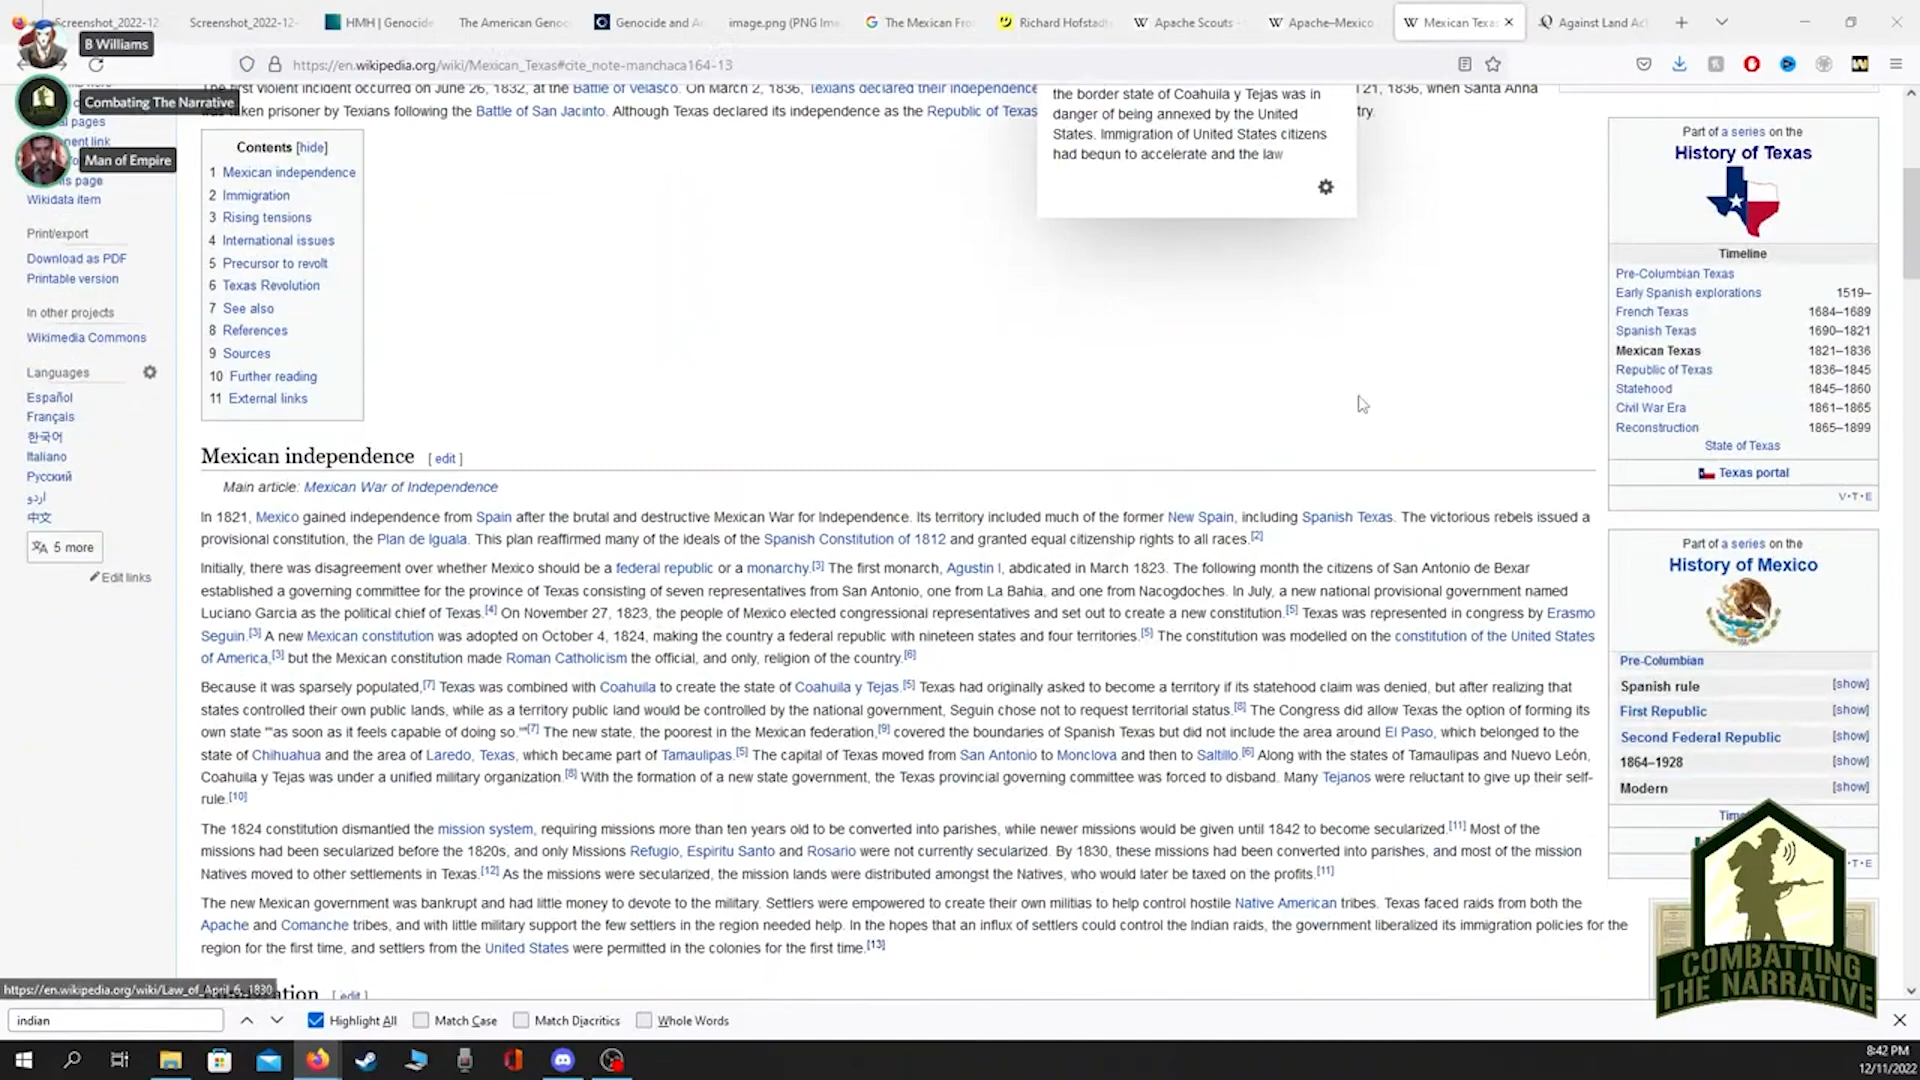 Screenshot_2022-12-
Screenshot_2022-12-
HMH | Genocide
The American Genoc
Genocide and A
image.png (PNG Im
The Mexican Fro
Richard Hofstadt
Apache Scouts -
Apache–Mexico
Mexican Texa
Against Land Ac
B Williams
https://en.wikipedia.org/wiki/Mexican_Texas#cite_note-manchaca164-13
Combating The Narrative
Man of Empire
al pages
nent link
his page
Wikidata item
Print/export
Download as PDF
Printable version
In other projects
Wikimedia Commons
Languages
Español
Français
한국어
Italiano
Русский
اردو
中文
5 more
Edit links
The first violent incident occurred on June 26, 1832, at the Battle of Velasco. On March 2, 1836, Texians declared their independence
21, 1836, when Santa Anna
was taken prisoner by Texians following the Battle of San Jacinto. Although Texas declared its independence as the Republic of Texas
try.
the border state of Coahuila y Tejas was in
danger of being annexed by the United
States. Immigration of United States citizens
had begun to accelerate and the law
Contents [hide]
1 Mexican independence
2 Immigration
3 Rising tensions
4 International issues
5 Precursor to revolt
6 Texas Revolution
7 See also
8 References
9 Sources
10 Further reading
11 External links
Mexican independence [ edit ]
Main article: Mexican War of Independence
In 1821, Mexico gained independence from Spain after the brutal and destructive Mexican War for Independence. Its territory included much of the former New Spain, including Spanish Texas. The victorious rebels issued a
provisional constitution, the Plan de Iguala. This plan reaffirmed many of the ideals of the Spanish Constitution of 1812 and granted equal citizenship rights to all races.[2]
Initially, there was disagreement over whether Mexico should be a federal republic or a monarchy.[3] The first monarch, Agustin I, abdicated in March 1823. The following month the citizens of San Antonio de Bexar
established a governing committee for the province of Texas consisting of seven representatives from San Antonio, one from La Bahia, and one from Nacogdoches. In July, a new national provisional government named
Luciano Garcia as the political chief of Texas.[4] On November 27, 1823, the people of Mexico elected congressional representatives and set out to create a new constitution.[5] Texas was represented in congress by Erasmo
Seguin.[3] A new Mexican constitution was adopted on October 4, 1824, making the country a federal republic with nineteen states and four territories.[5] The constitution was modelled on the constitution of the United States
of America,[3] but the Mexican constitution made Roman Catholicism the official, and only, religion of the country.[6]
Because it was sparsely populated,[7] Texas was combined with Coahuila to create the state of Coahuila y Tejas.[5] Texas had originally asked to become a territory if its statehood claim was denied, but after realizing that
states controlled their own public lands, while as a territory public land would be controlled by the national government, Seguin chose not to request territorial status.[8] The Congress did allow Texas the option of forming its
own state "'as soon as it feels capable of doing so.'"[7] The new state, the poorest in the Mexican federation,[9] covered the boundaries of Spanish Texas but did not include the area around El Paso, which belonged to the
state of Chihuahua and the area of Laredo, Texas, which became part of Tamaulipas.[5] The capital of Texas moved from San Antonio to Monclova and then to Saltillo.[6] Along with the states of Tamaulipas and Nuevo León,
Coahuila y Tejas was under a unified military organization.[8] With the formation of a new state government, the Texas provincial governing committee was forced to disband. Many Tejanos were reluctant to give up their self-
rule.[10]
The 1824 constitution dismantled the mission system, requiring missions more than ten years old to be converted into parishes, while newer missions would be given until 1842 to become secularized.[11] Most of the
missions had been secularized before the 1820s, and only Missions Refugio, Espiritu Santo and Rosario were not currently secularized. By 1830, these missions had been converted into parishes, and most of the mission
Natives moved to other settlements in Texas.[12] As the missions were secularized, the mission lands were distributed amongst the Natives, who would later be taxed on the profits.[11]
The new Mexican government was bankrupt and had little money to devote to the military. Settlers were empowered to create their own militias to help control hostile Native American tribes. Texas faced raids from both the
Apache and Comanche tribes, and with little military support the few settlers in the region needed help. In the hopes that an influx of settlers could control the Indian raids, the government liberalized its immigration policies for the
region for the first time, and settlers from the United States were permitted in the colonies for the first time.[13]
ation [ edit ]
Part of a series on the
History of Texas
Timeline
Pre-Columbian Texas
Early Spanish explorations 1519–
French Texas 1684–1689
Spanish Texas 1690–1821
Mexican Texas 1821–1836
Republic of Texas 1836–1845
Statehood 1845–1860
Civil War Era 1861–1865
Reconstruction 1865–1899
State of Texas
Texas portal
V·T·E
Part of a series on the
History of Mexico
Pre-Columbian
Spanish rule [show]
First Republic [show]
Second Federal Republic [show]
1864–1928 [show]
Modern [show]
Time
·T·E
COMBATTING
THE NARRATIVE
https://en.wikipedia.org/wiki/Law_of_April_6,_1830
indian
Highlight All
Match Case
Match Diacritics
Whole Words
8:42 PM
12/11/2022